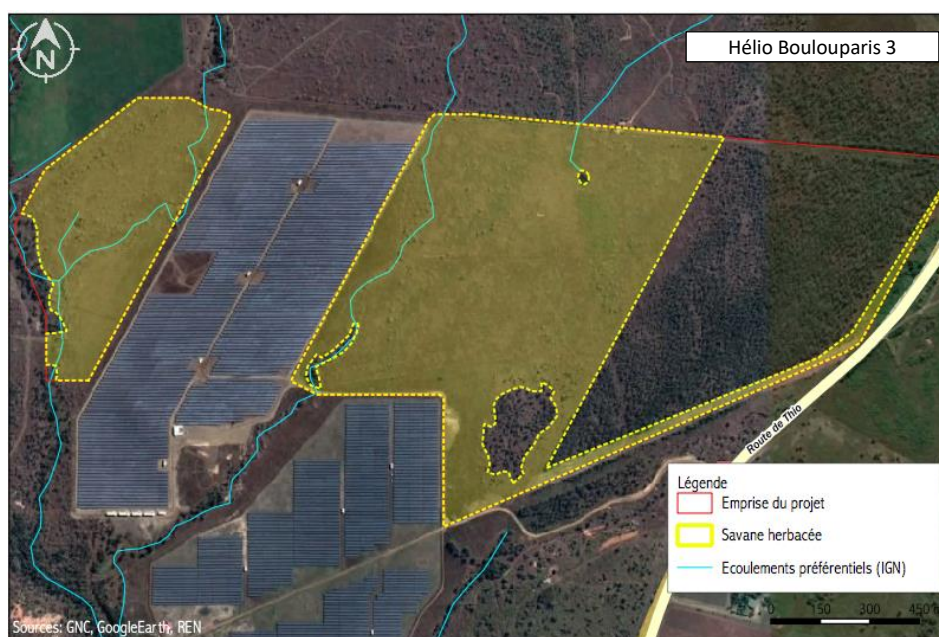 N
Hélio Boulouparis 3
Route de Thio
Légende
Emprise du projet
Savane herbacée
Ecoulements préférentiels (IGN)
0 150 300 450
Sources: GNC, GoogleEarth, REN